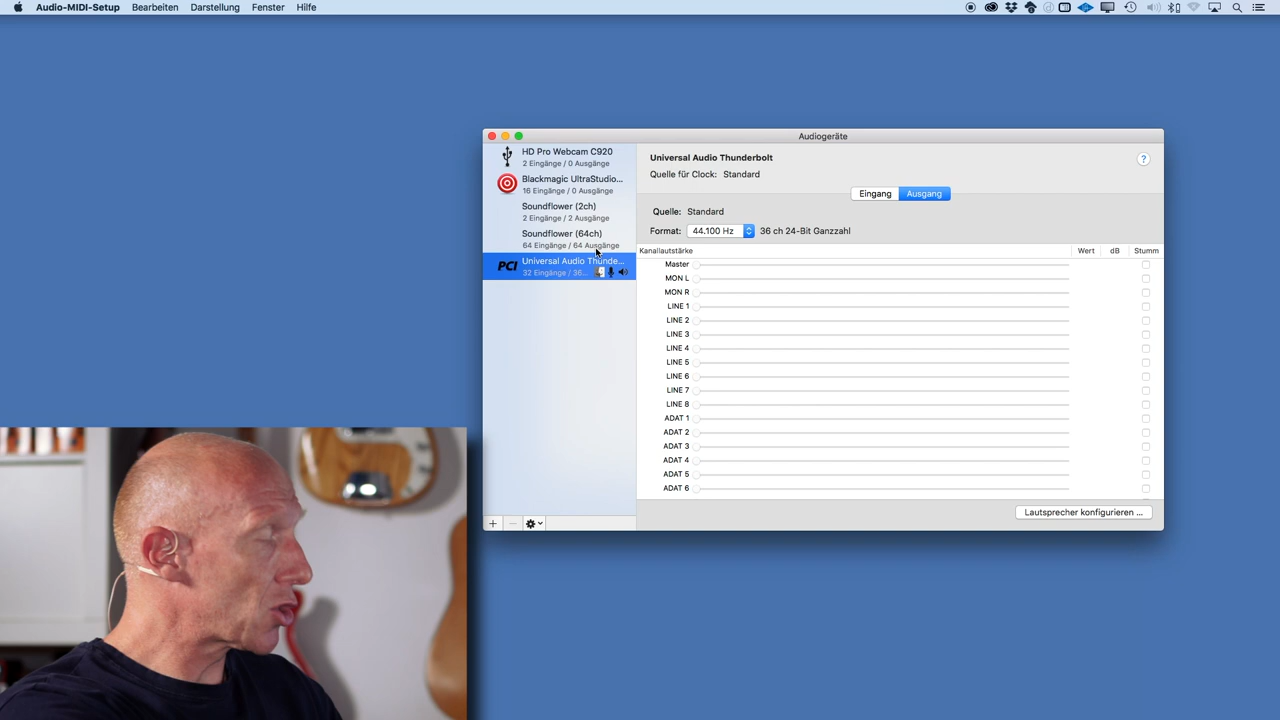 Audio-MIDI-Setup Bearbeiten Darstellung Fenster Hilfe
Audiogeräte
HD Pro Webcam C920
2 Eingänge / 0 Ausgänge
Blackmagic UltraStudio...
16 Eingänge / 0 Ausgänge
Soundflower (2ch)
2 Eingänge / 2 Ausgänge
Soundflower (64ch)
64 Eingänge / 64 Ausgänge
PCI
Universal Audio Thunde...
32 Eingänge / 36...
Universal Audio Thunderbolt
?
Quelle für Clock: Standard
Eingang Ausgang
Quelle: Standard
Format: 44.100 Hz 36 ch 24-Bit Ganzzahl
Kanallautstärke Wert dB Stumm
Master
MON L
MON R
LINE 1
LINE 2
LINE 3
LINE 4
LINE 5
LINE 6
LINE 7
LINE 8
ADAT 1
ADAT 2
ADAT 3
ADAT 4
ADAT 5
ADAT 6
Lautsprecher konfigurieren ...